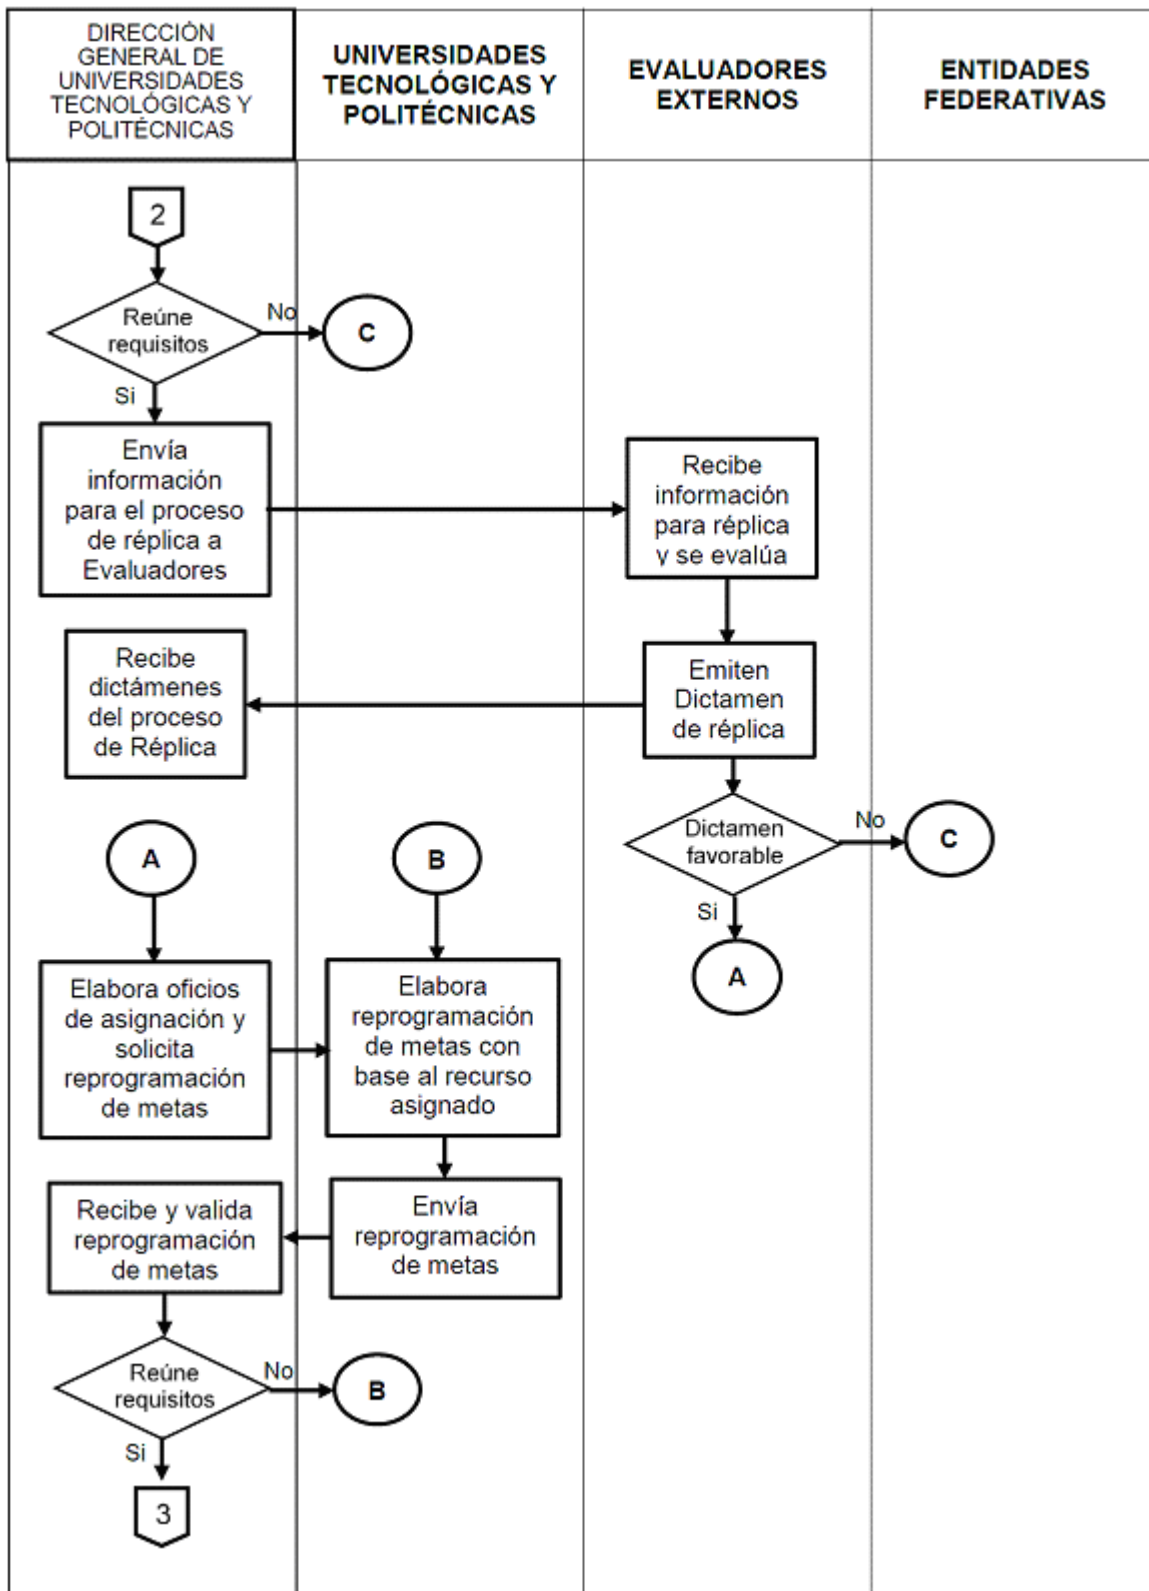 DIRECCIÓN
GENERAL DE
UNIVERSIDADES
TECNOLÓGICAS Y
POLITÉCNICAS
UNIVERSIDADES
TECNOLÓGICAS Y
POLITÉCNICAS
EVALUADORES
EXTERNOS
ENTIDADES
FEDERATIVAS
2
Reúne
requisitos
No
C
Si
Envía
información
para el proceso
de réplica a
Evaluadores
Recibe
información
para réplica
y se evalúa
Recibe
dictámenes
del proceso
de Réplica
Emiten
Dictamen
de réplica
Dictamen
favorable
No
C
Si
A
A
B
Elabora oficios
de asignación y
solicita
reprogramación
de metas
Elabora
reprogramación
de metas con
base al recurso
asignado
Recibe y valida
reprogramación
de metas
Envía
reprogramación
de metas
Reúne
requisitos
No
B
Si
3